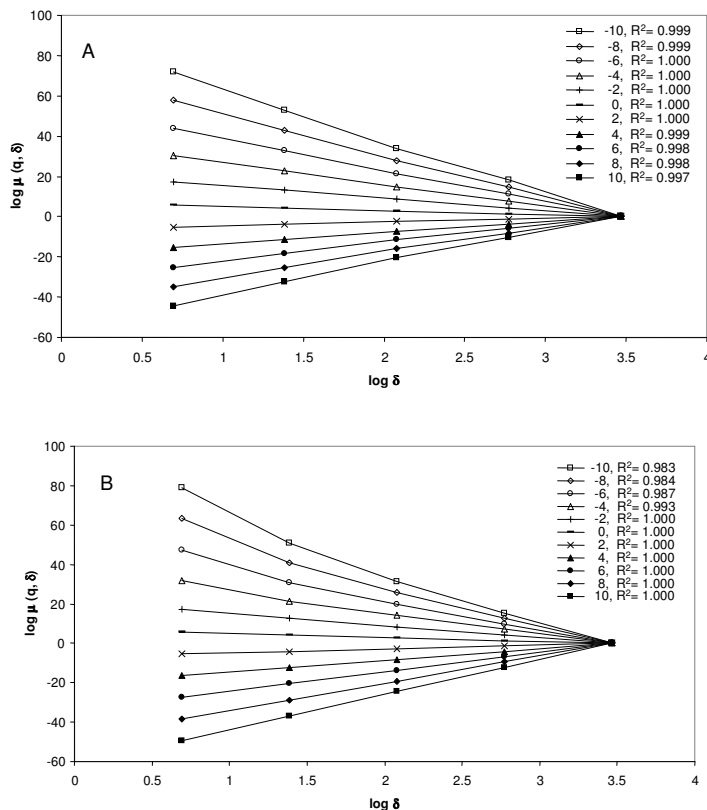 A
100
80
60
40
20
0
-20
-40
-60
log μ (q, δ)
0 0.5 1 1.5 2 2.5 3 3.5 4
log δ
-10, R²= 0.999
-8, R²= 0.999
-6, R²= 1.000
-4, R²= 1.000
-2, R²= 1.000
0, R²= 1.000
2, R²= 1.000
4, R²= 0.999
6, R²= 0.998
8, R²= 0.998
10, R²= 0.997
B
100
80
60
40
20
0
-20
-40
-60
log μ (q, δ)
0 0.5 1 1.5 2 2.5 3 3.5 4
log δ
-10, R²= 0.983
-8, R²= 0.984
-6, R²= 0.987
-4, R²= 0.993
-2, R²= 1.000
0, R²= 1.000
2, R²= 1.000
4, R²= 1.000
6, R²= 1.000
8, R²= 1.000
10, R²= 1.000